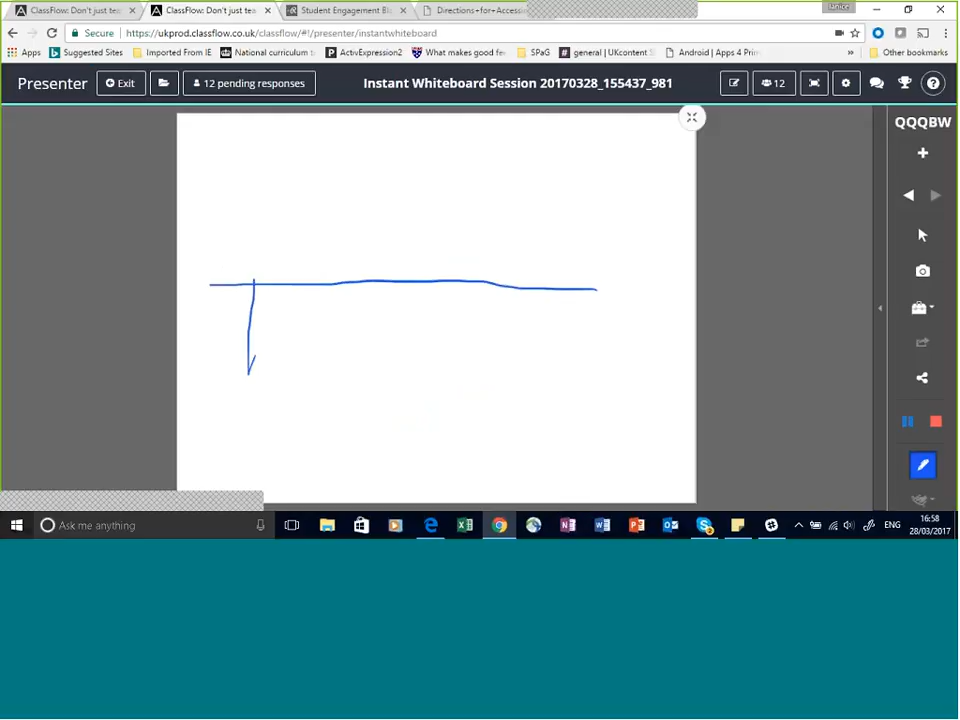 ClassFlow: Don't just tea
ClassFlow: Don't just tea
Student Engagement Bl
Directions-for-Accessi
Janice
Secure
https://ukprod.classflow.co.uk/classflow/#!/presenter/instantwhiteboard
Apps
Suggested Sites
Imported From IE
National curriculum
ActivExpression2
What makes good fe
SPaG
general | UKcontent S
Android | Apps 4 Prim
»
Other bookmarks
Presenter
Exit
12 pending responses
Instant Whiteboard Session 20170328_155437_981
12
QQQBW
Ask me anything
ENG
16:58
28/03/2017